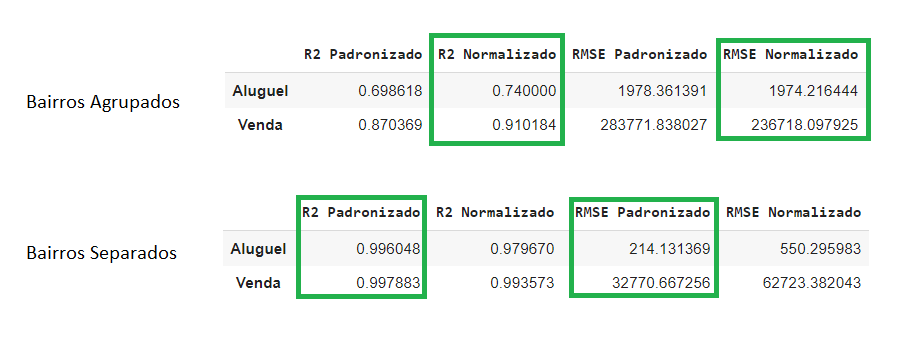 R2 Padronizado R2 Normalizado RMSE Padronizado RMSE Normalizado
Bairros Agrupados
Aluguel 0.698618 0.740000 1978.361391 1974.216444
Venda 0.870369 0.910184 283771.838027 236718.097925
R2 Padronizado R2 Normalizado RMSE Padronizado RMSE Normalizado
Bairros Separados
Aluguel 0.996048 0.979670 214.131369 550.295983
Venda 0.997883 0.993573 32770.667256 62723.382043